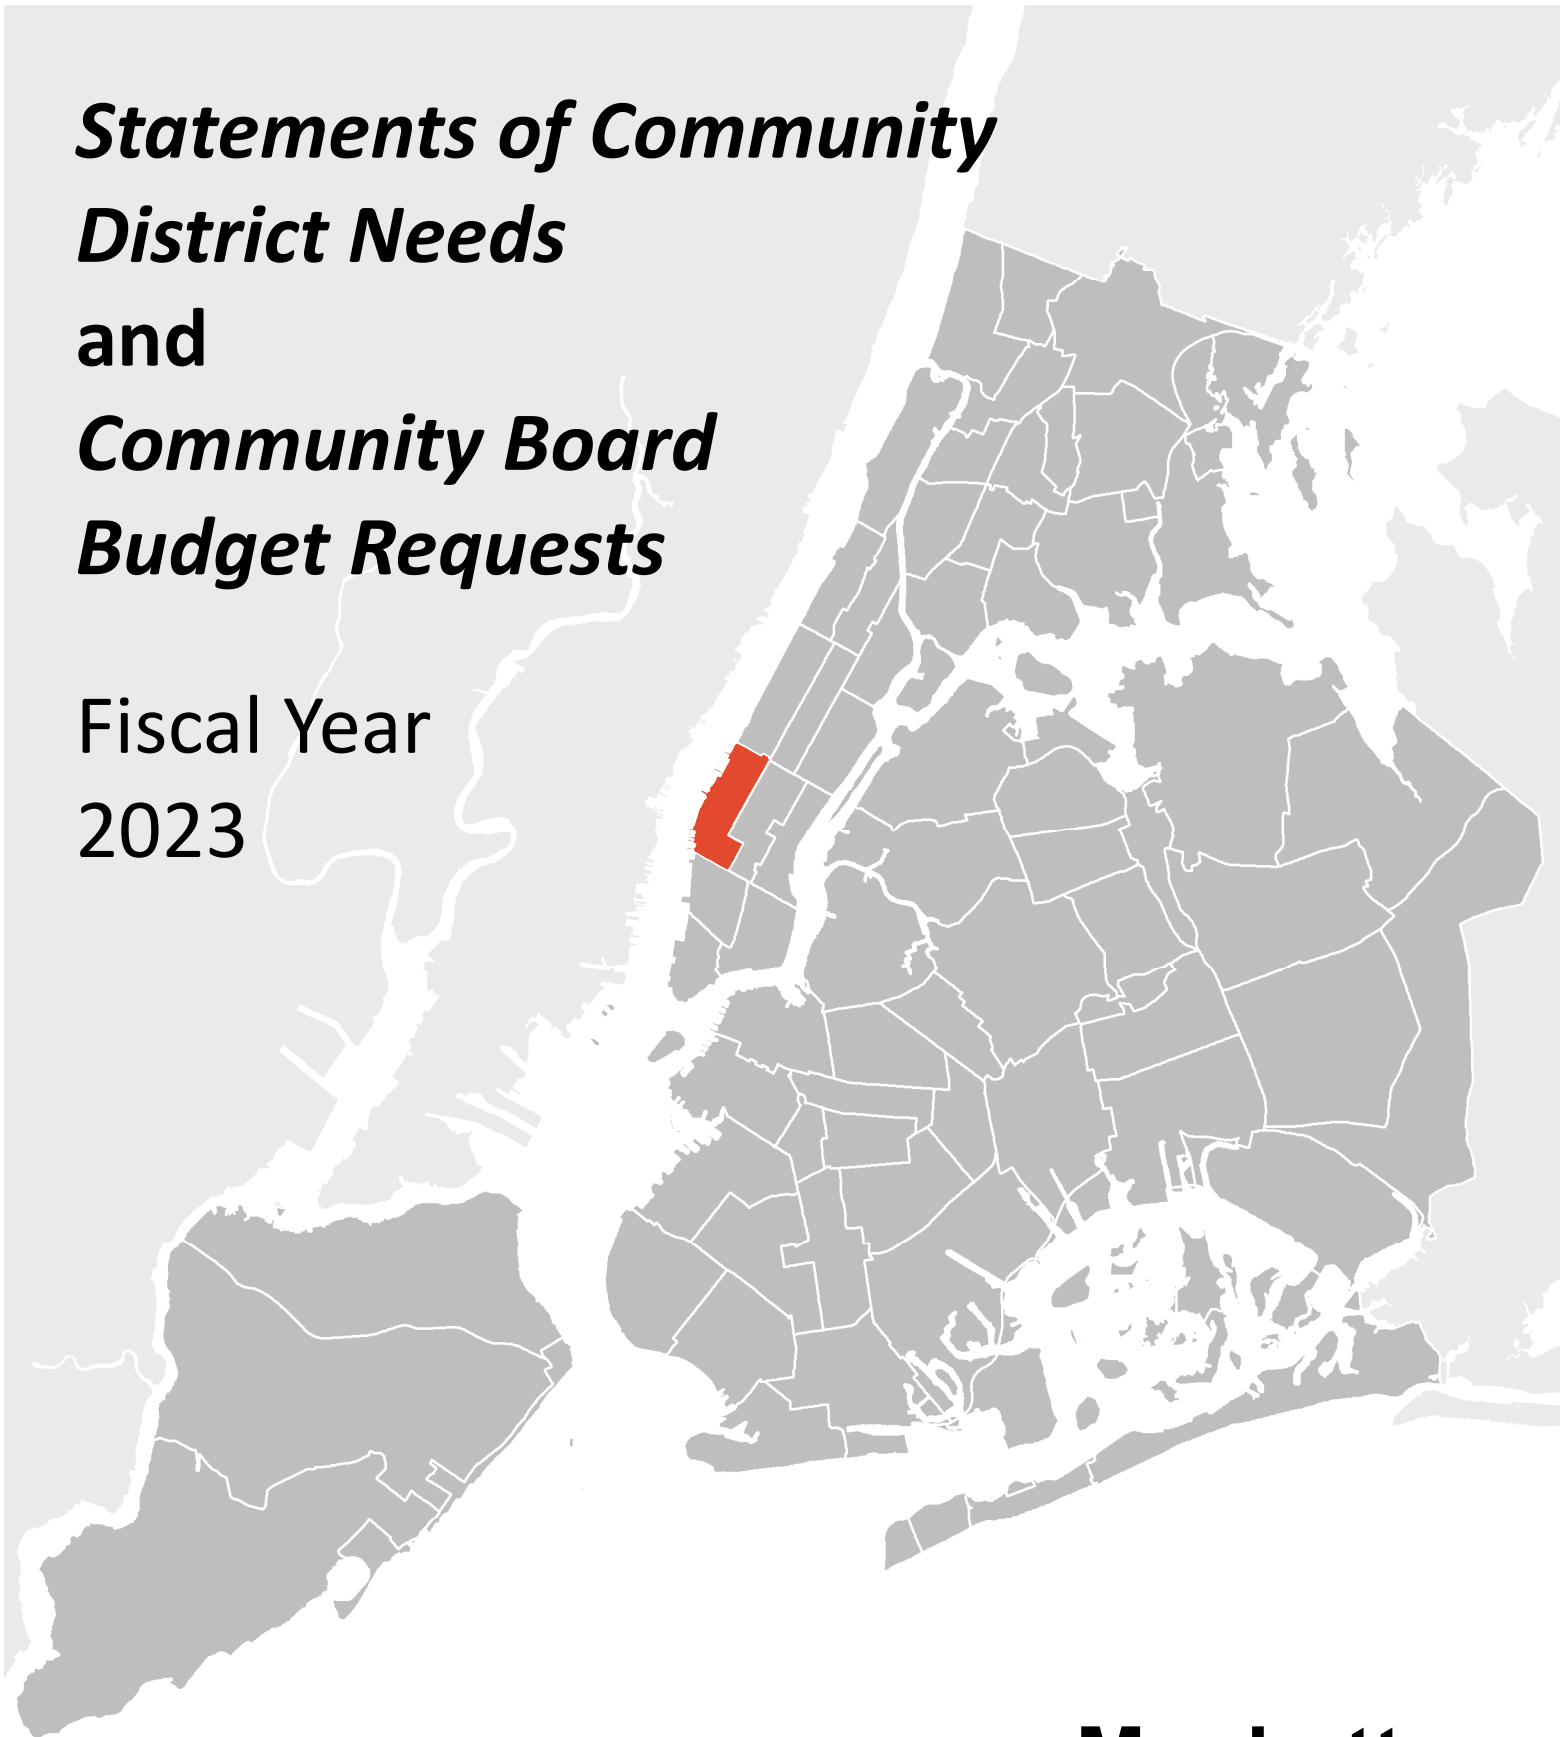 Statements of Community
District Needs
and
Community Board
Budget Requests
Fiscal Year
2023